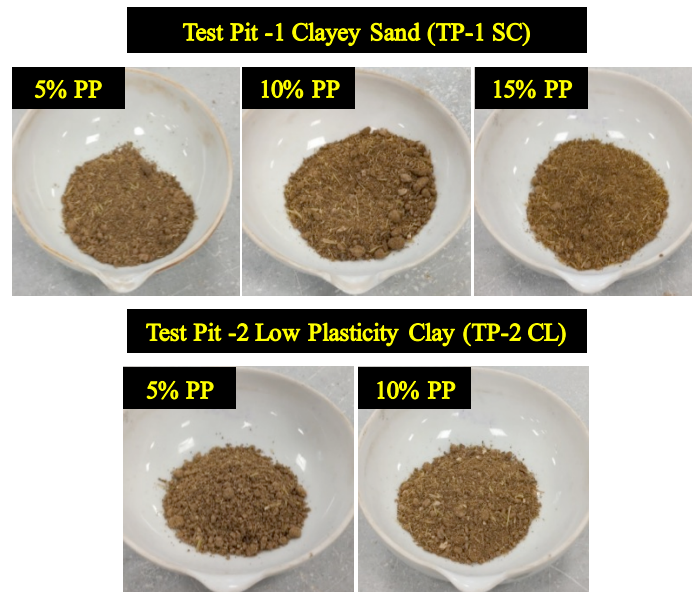 Test Pit -1 Clayey Sand (TP-1 SC)
5% PP
10% PP
15% PP
Test Pit -2 Low Plasticity Clay (TP-2 CL)
5% PP
10% PP